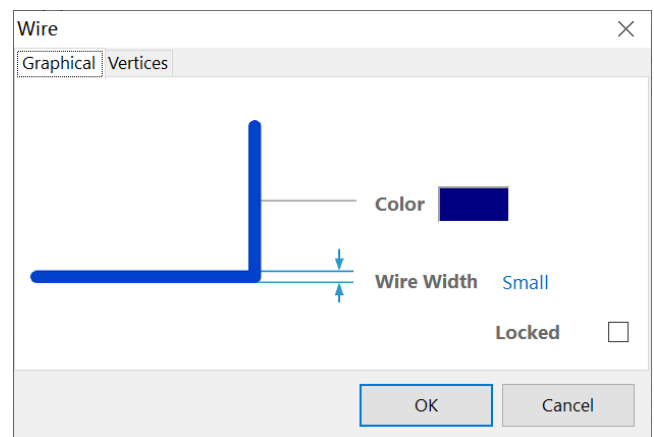 Wire
Graphical Vertices
Color
Wire Width Small
Locked
OK Cancel